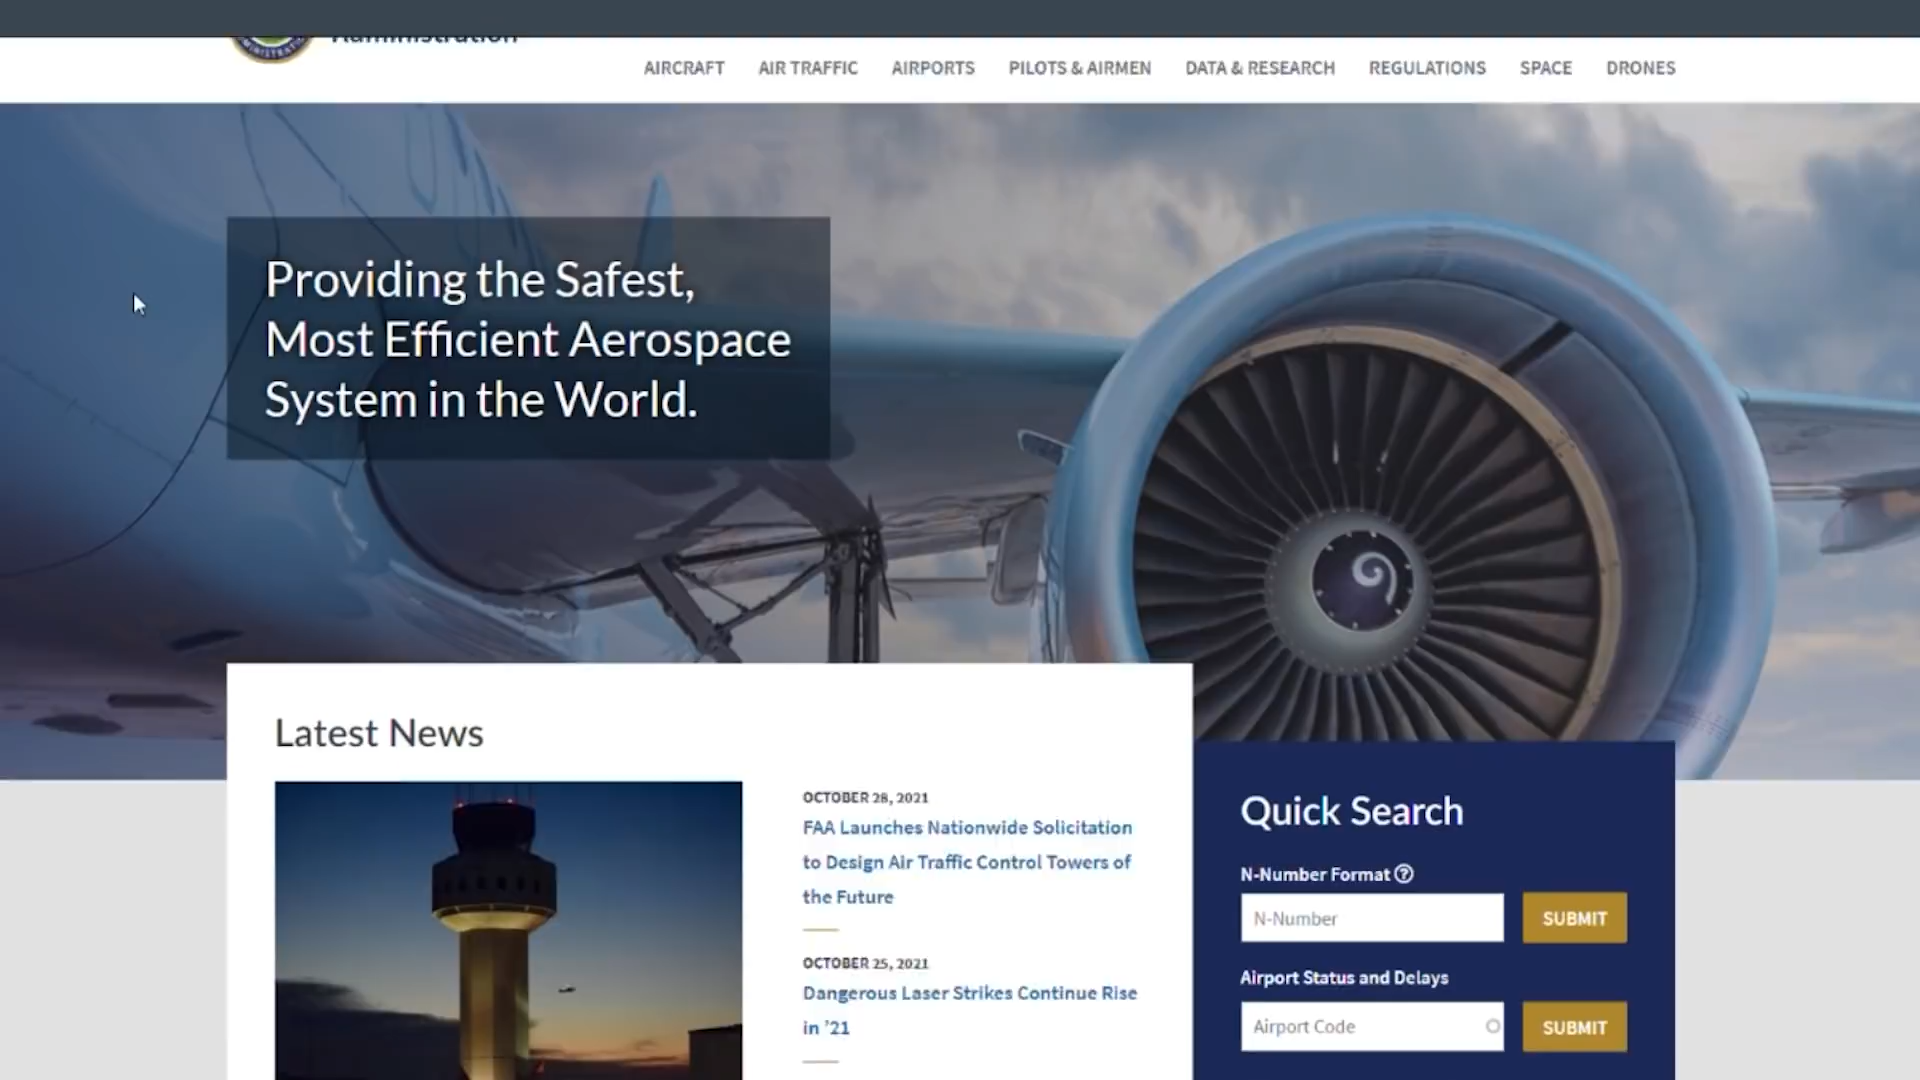 Administration
AIRCRAFT AIR TRAFFIC AIRPORTS PILOTS & AIRMEN DATA & RESEARCH REGULATIONS SPACE DRONES
Providing the Safest,
Most Efficient Aerospace
System in the World.
Latest News
OCTOBER 28, 2021
FAA Launches Nationwide Solicitation
to Design Air Traffic Control Towers of
the Future
OCTOBER 25, 2021
Dangerous Laser Strikes Continue Rise
in ’21
Quick Search
N-Number Format ?
N-Number SUBMIT
Airport Status and Delays
Airport Code SUBMIT